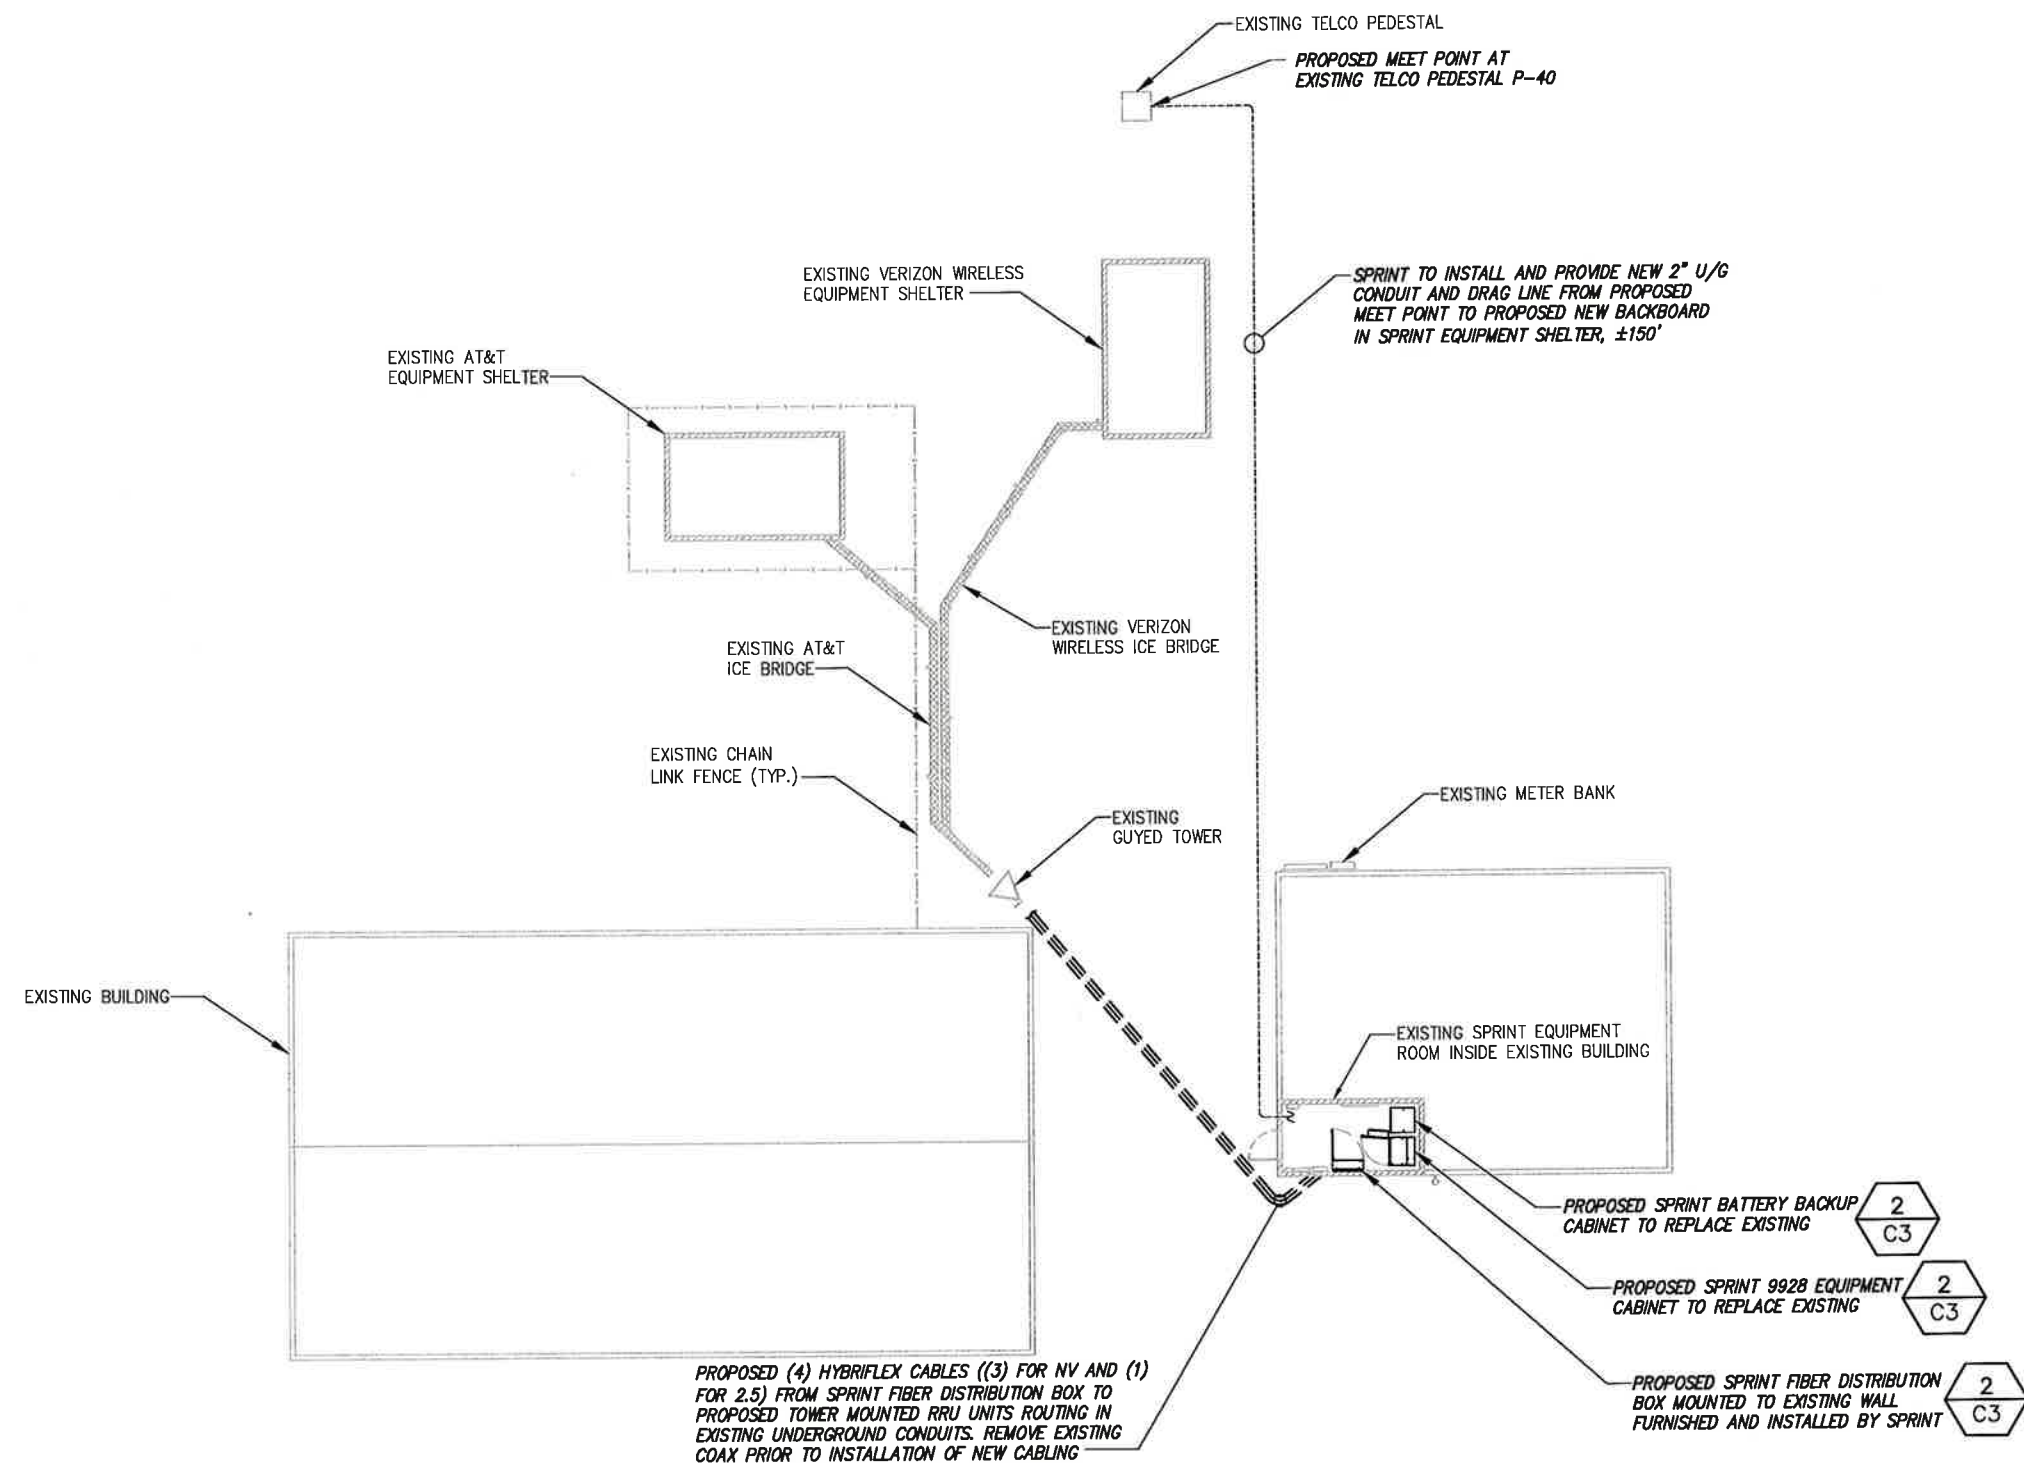 EXISTING TELCO PEDESTAL
PROPOSED MEET POINT AT
EXISTING TELCO PEDESTAL P-40
EXISTING VERIZON WIRELESS
EQUIPMENT SHELTER
SPRINT TO INSTALL AND PROVIDE NEW 2" U/G
CONDUIT AND DRAG LINE FROM PROPOSED
MEET POINT TO PROPOSED NEW BACKBOARD
IN SPRINT EQUIPMENT SHELTER, ±150'
EXISTING AT&T
EQUIPMENT SHELTER
EXISTING VERIZON
WIRELESS ICE BRIDGE
EXISTING AT&T
ICE BRIDGE
EXISTING CHAIN
LINK FENCE (TYP.)
EXISTING METER BANK
EXISTING
GUYED TOWER
EXISTING BUILDING
EXISTING SPRINT EQUIPMENT
ROOM INSIDE EXISTING BUILDING
PROPOSED SPRINT BATTERY BACKUP
CABINET TO REPLACE EXISTING
2
C3
PROPOSED SPRINT 9928 EQUIPMENT
CABINET TO REPLACE EXISTING
2
C3
PROPOSED SPRINT FIBER DISTRIBUTION
BOX MOUNTED TO EXISTING WALL
FURNISHED AND INSTALLED BY SPRINT
2
C3
PROPOSED (4) HYBRIFLEX CABLES ((3) FOR NV AND (1)
FOR 2.5) FROM SPRINT FIBER DISTRIBUTION BOX TO
PROPOSED TOWER MOUNTED RRU UNITS ROUTING IN
EXISTING UNDERGROUND CONDUITS. REMOVE EXISTING
COAX PRIOR TO INSTALLATION OF NEW CABLING